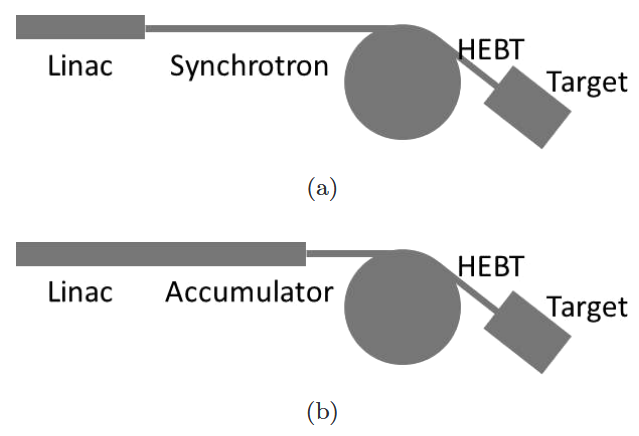 HEBT
Linac Synchrotron Target
(a)
HEBT
Linac Accumulator Target
(b)